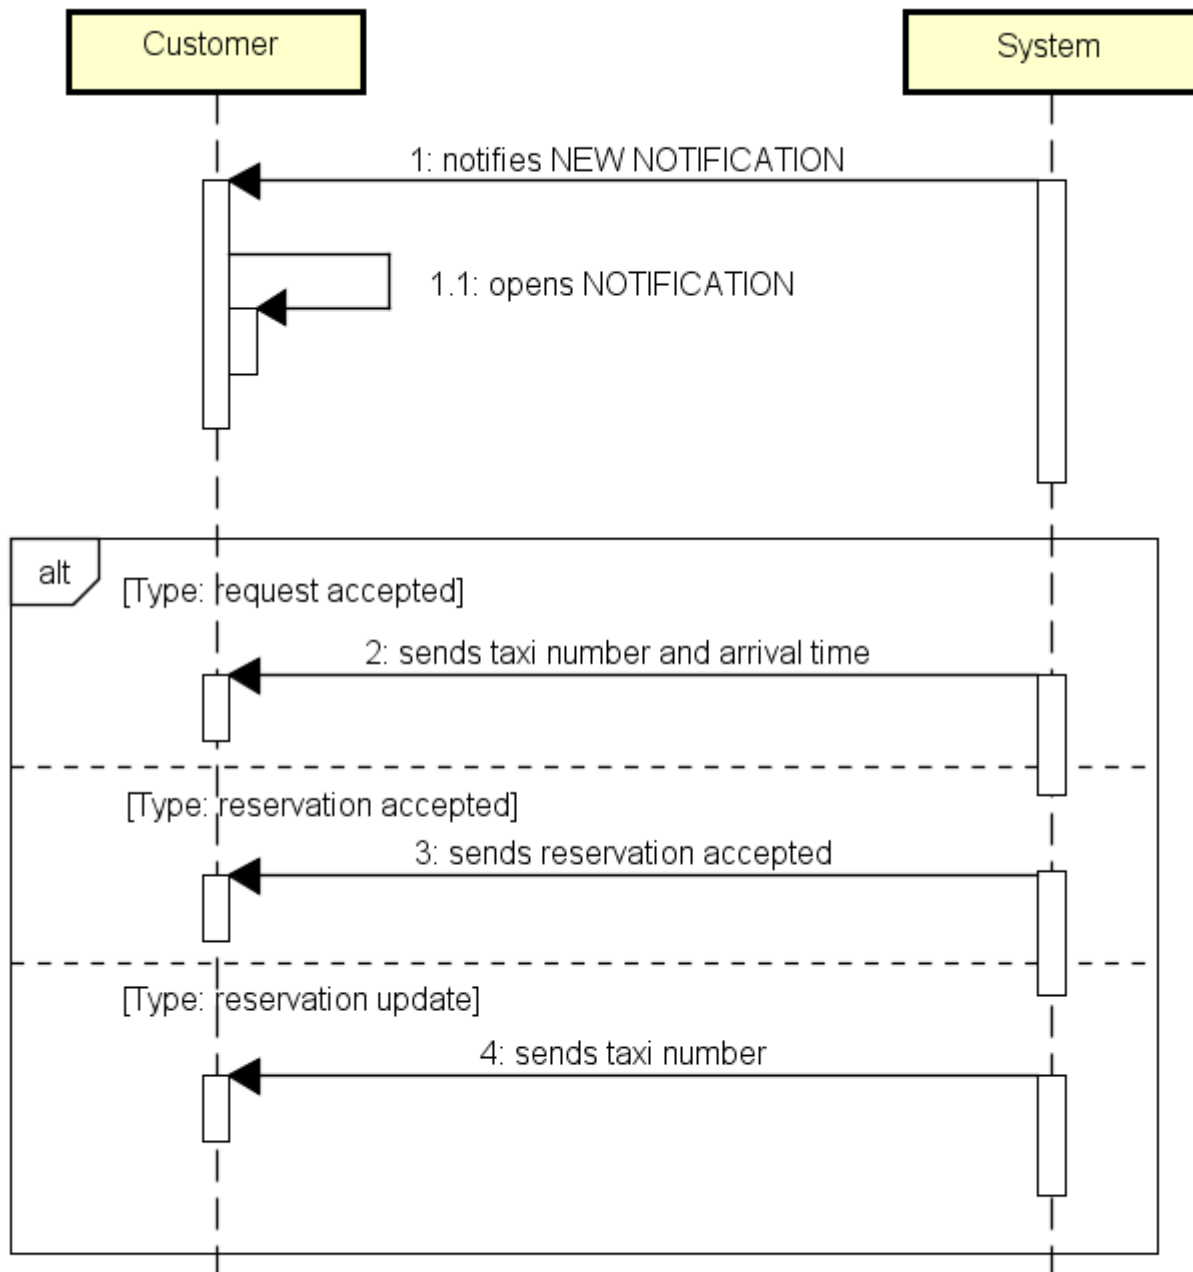 Customer
System
1: notifies NEW NOTIFICATION
1.1: opens NOTIFICATION
alt
[Type: request accepted]
2: sends taxi number and arrival time
[Type: reservation accepted]
3: sends reservation accepted
[Type: reservation update]
4: sends taxi number